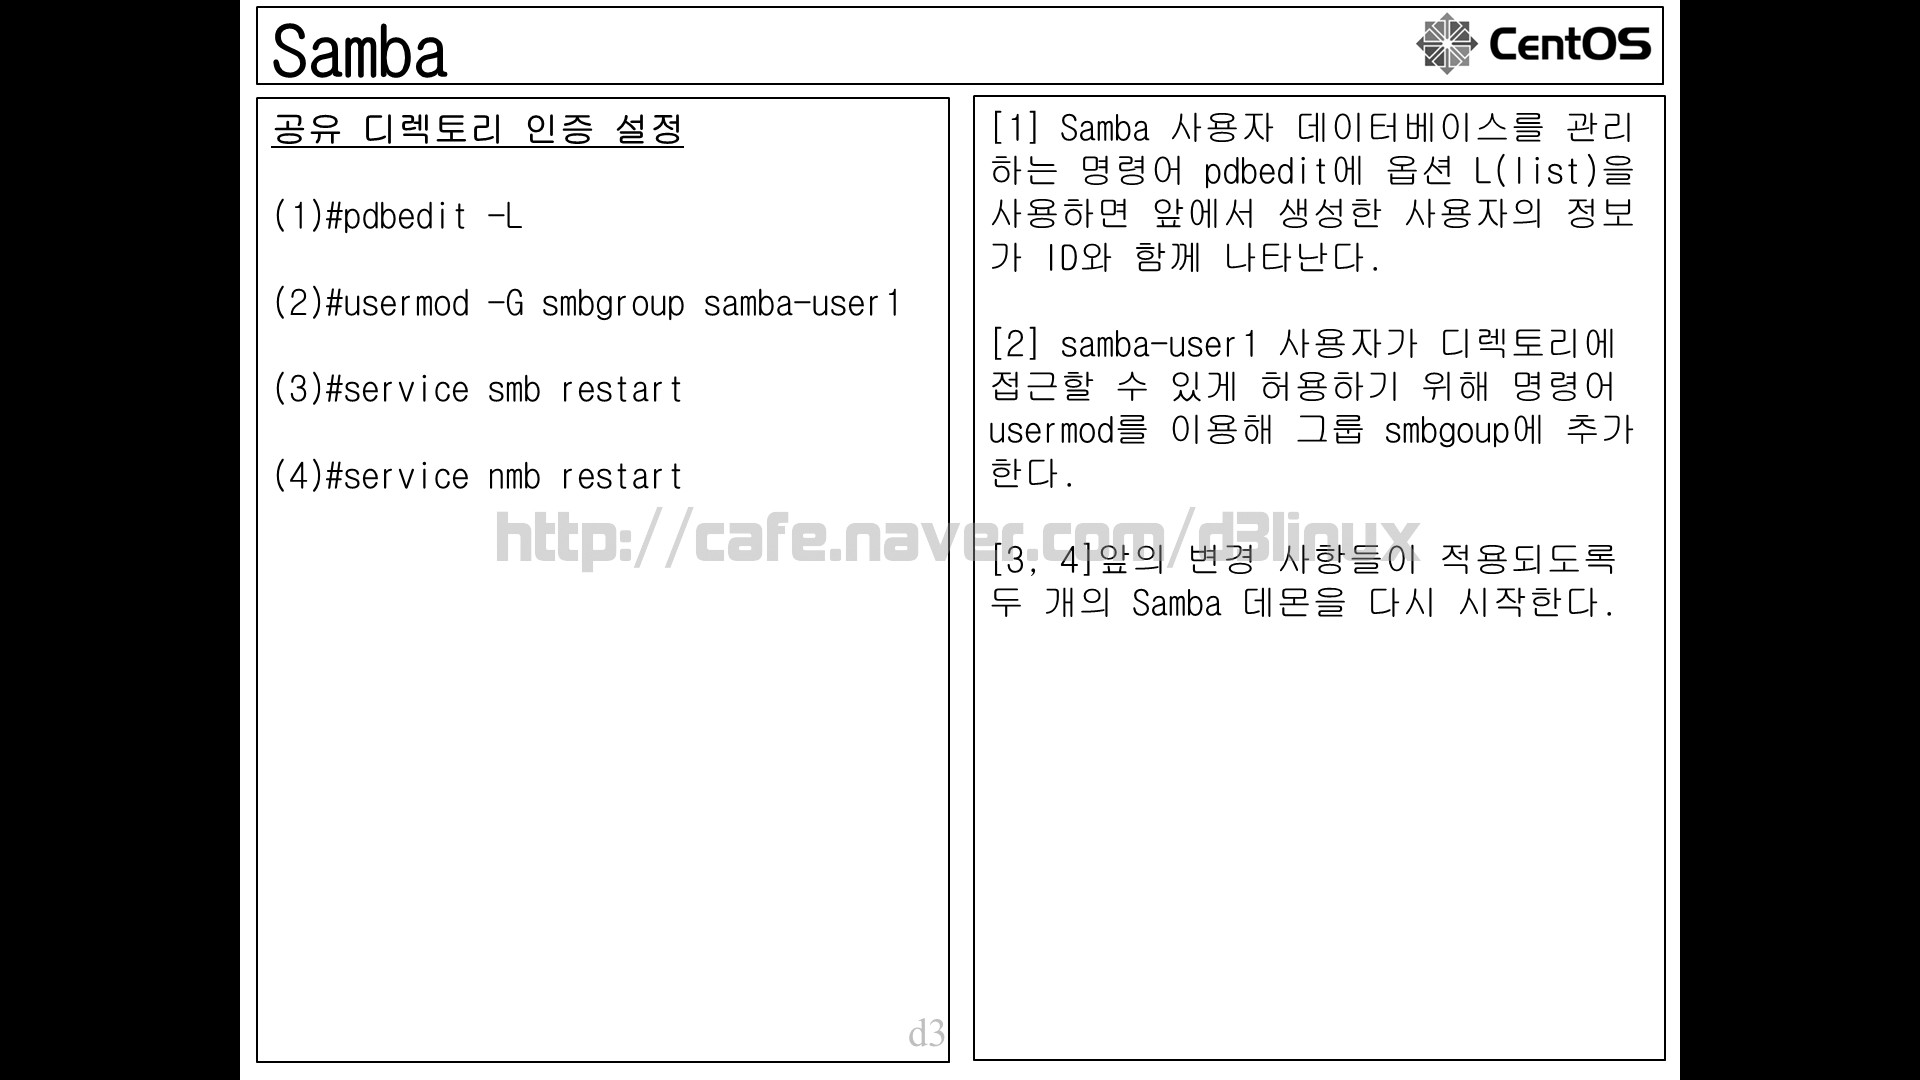 Samba
CentOS
공유 디렉토리 인증 설정
(1)#pdbedit -L
(2)#usermod -G smbgroup samba-user1
(3)#service smb restart
(4)#service nmb restart
[1] Samba 사용자 데이터베이스를 관리
하는 명령어 pdbedit에 옵션 L(list)을
사용하면 앞에서 생성한 사용자의 정보
가 ID와 함께 나타난다.
[2] samba-user1 사용자가 디렉토리에
접근할 수 있게 허용하기 위해 명령어
usermod를 이용해 그룹 smbgoup에 추가
한다.
[3, 4]앞의 변경 사항들이 적용되도록
두 개의 Samba 데몬을 다시 시작한다.
http://cafe.naver.com/d3linux
d3